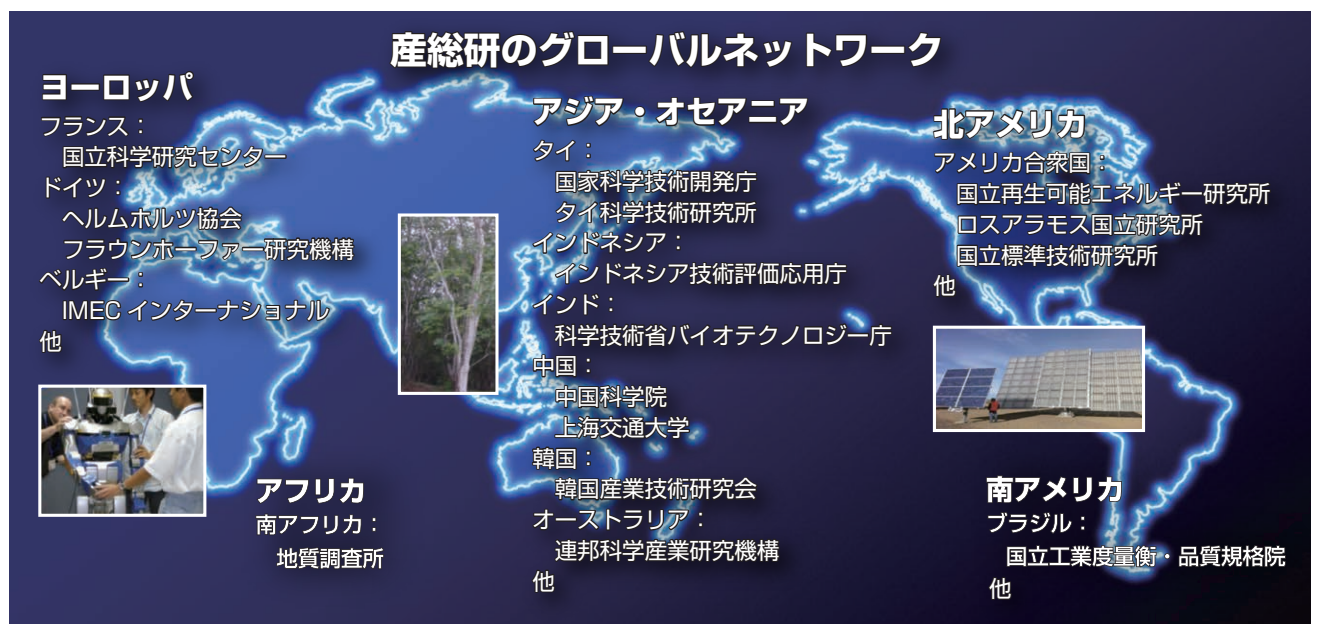 産総研のグローバルネットワーク
ヨーロッパ
フランス：
国立科学研究センター
ドイツ：
ヘルムホルツ協会
フラウンホーファー研究機構
ベルギー：
IMEC インターナショナル
他
アフリカ
南アフリカ：
地質調査所
アジア・オセアニア
タイ：
国家科学技術開発庁
タイ科学技術研究所
インドネシア：
インドネシア技術評価応用庁
インド：
科学技術省バイオテクノロジー庁
中国：
中国科学院
上海交通大学
韓国：
韓国産業技術研究会
オーストラリア：
連邦科学産業研究機構
他
北アメリカ
アメリカ合衆国：
国立再生可能エネルギー研究所
ロスアラモス国立研究所
国立標準技術研究所
他
南アメリカ
ブラジル：
国立工業度量衡・品質規格院
他